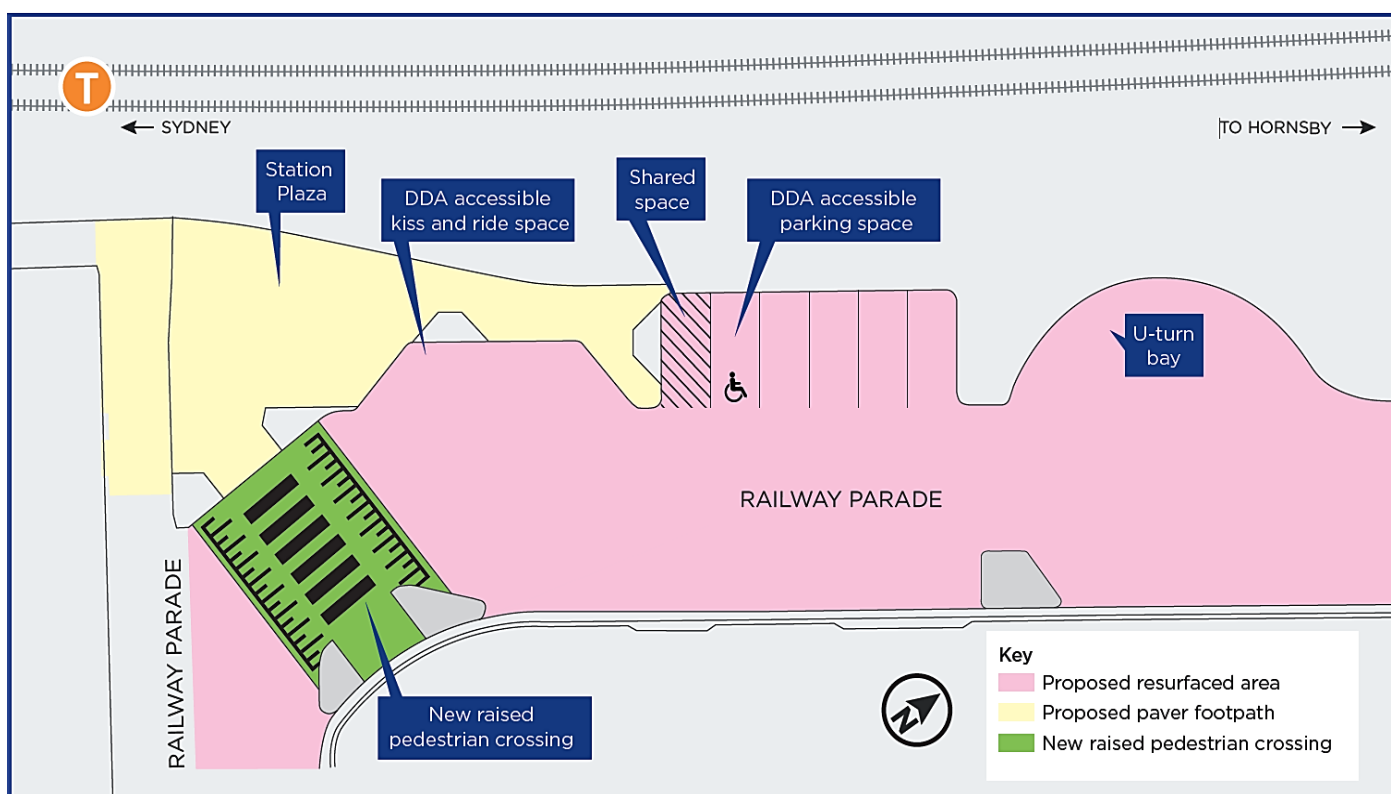 T
← SYDNEY
TO HORNSBY →
Station
Plaza
DDA accessible
kiss and ride space
Shared
space
DDA accessible
parking space
U-turn
bay
RAILWAY PARADE
RAILWAY PARADE
New raised
pedestrian crossing
N
Key
Proposed resurfaced area
Proposed paver footpath
New raised pedestrian crossing